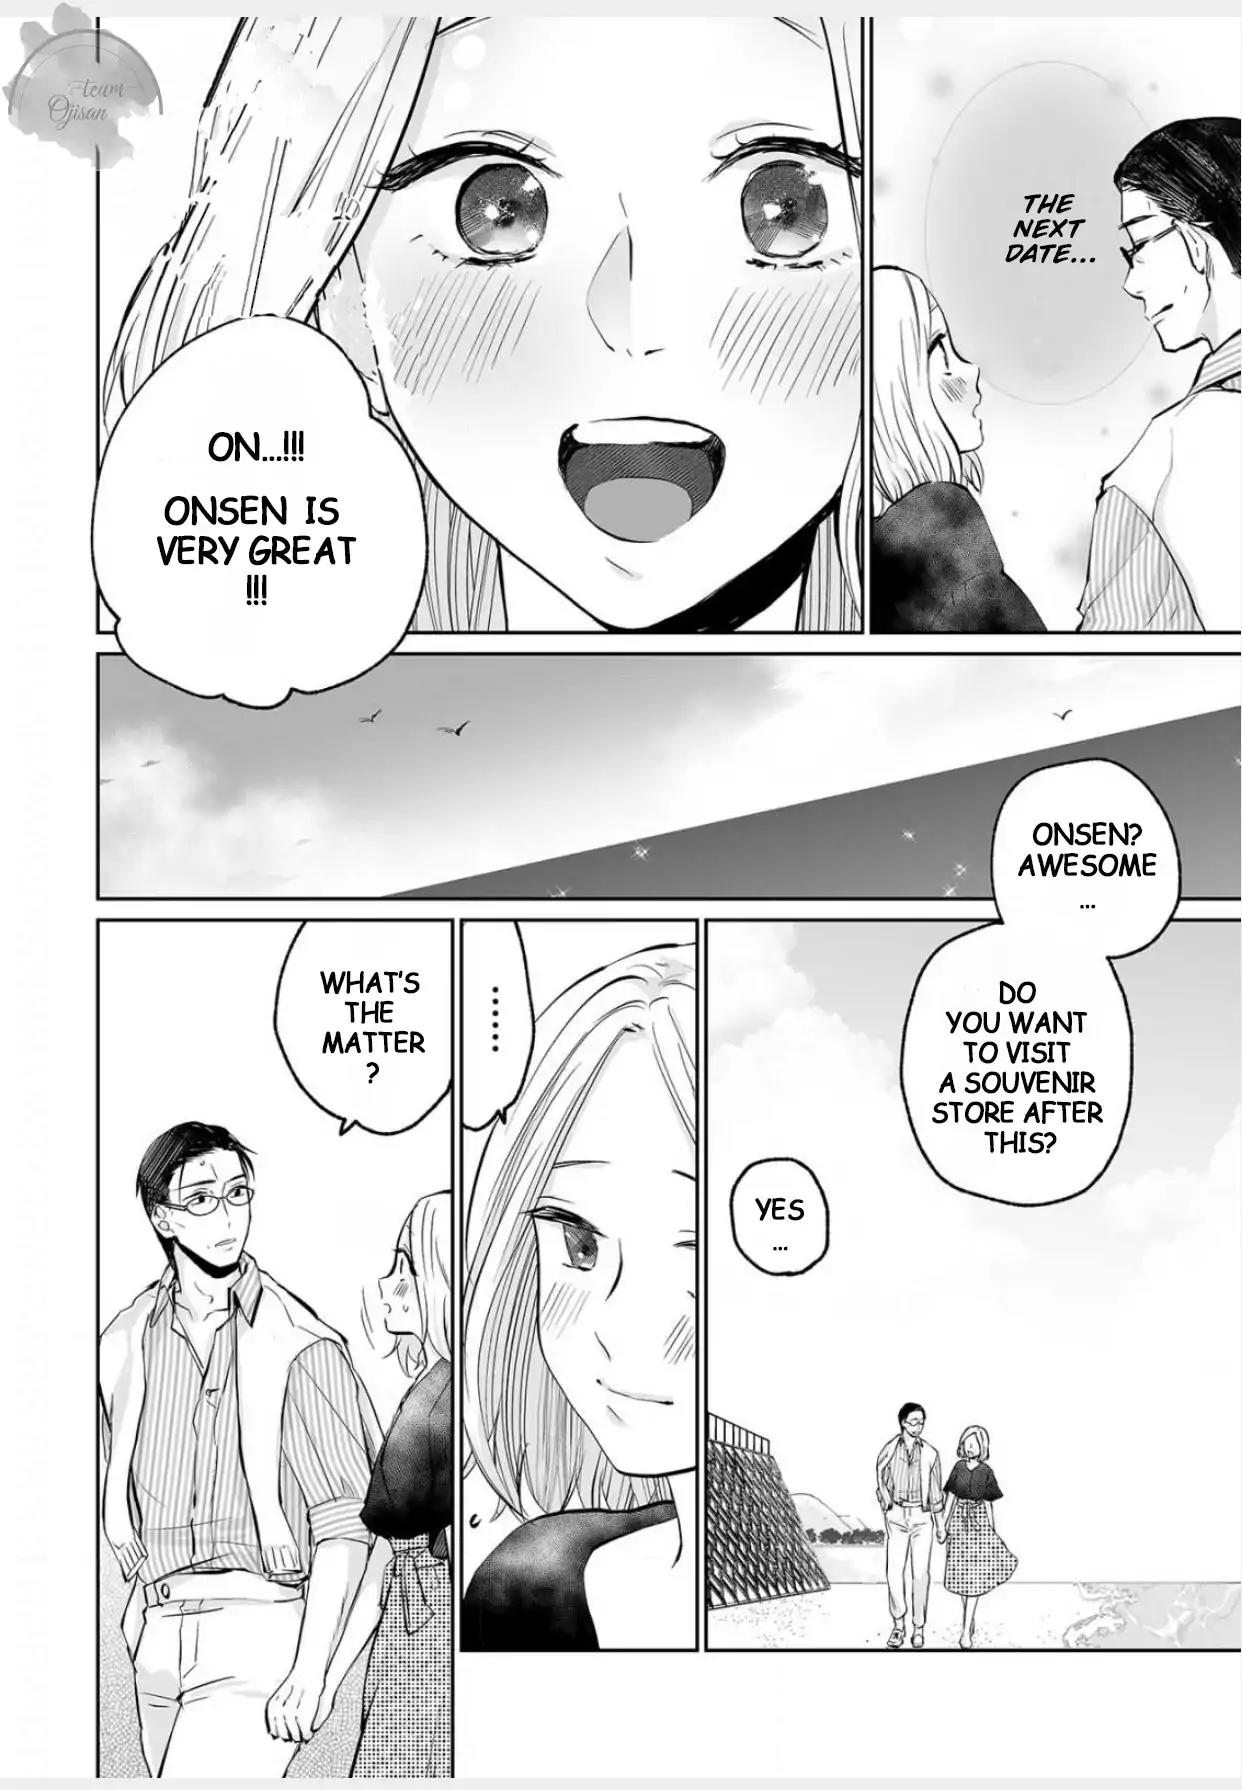 -team-
Ojisan
THE
NEXT
DATE...
ON...!!!
ONSEN IS
VERY GREAT
!!!
ONSEN?
AWESOME
...
DO
YOU WANT
TO VISIT
A SOUVENIR
STORE AFTER
THIS?
YES
...
......
WHAT'S
THE
MATTER
?